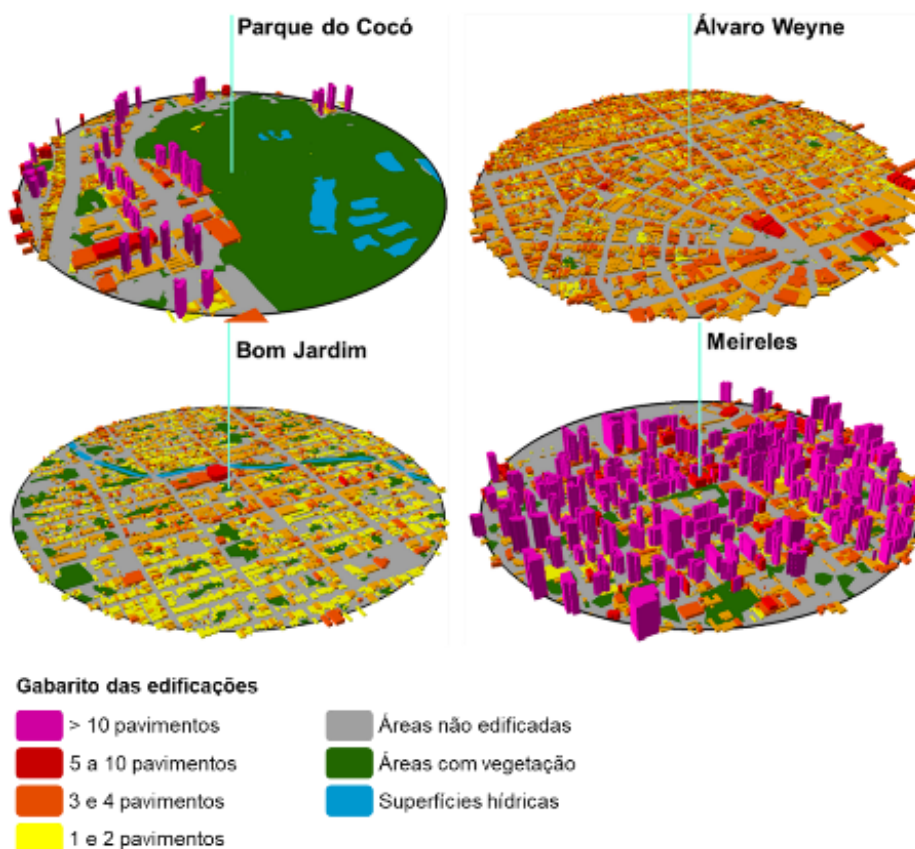 Parque do Cocó
Álvaro Weyne
Bom Jardim
Meireles
Gabarito das edificações
> 10 pavimentos
5 a 10 pavimentos
3 e 4 pavimentos
1 e 2 pavimentos
Áreas não edificadas
Áreas com vegetação
Superfícies hídricas